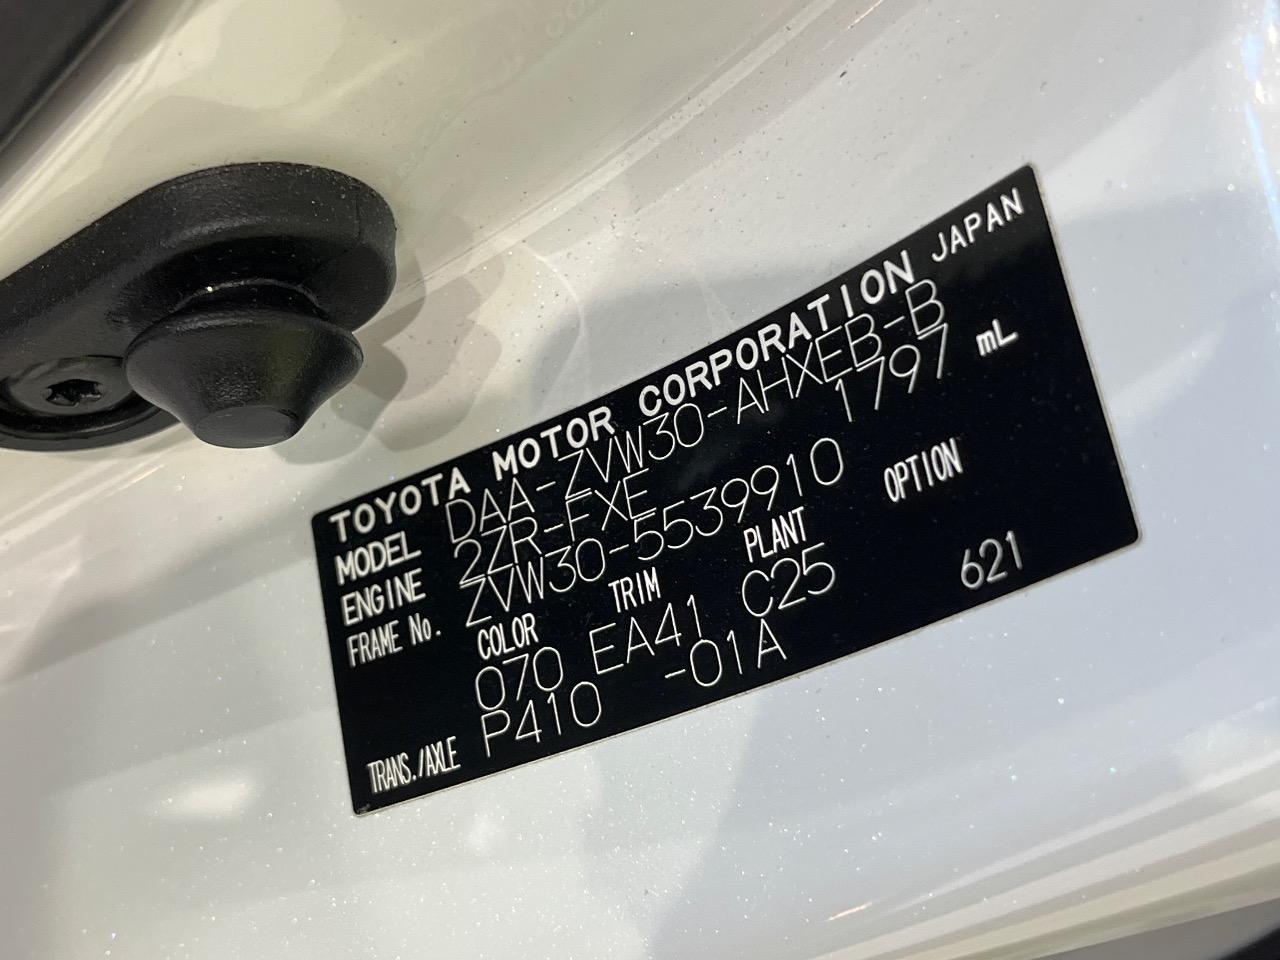 TOYOTA MOTOR CORPORATION JAPAN
MODEL DAA-ZVW30-AHXEB-B
ENGINE 2ZR-FXE 1797 mL
FRAME No. ZVW30-5539910
COLOR TRIM PLANT OPTION
070 EA41 C25 621
TRANS./AXLE P410 -01A